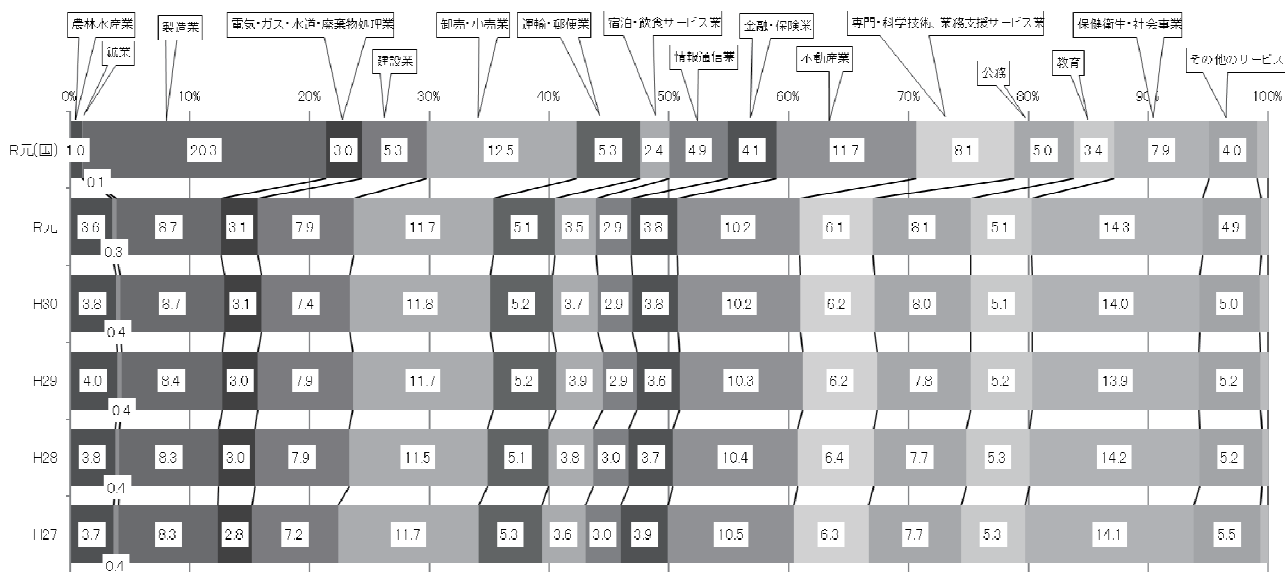 農林水産業
鉱業
製造業
電気・ガス・水道・廃棄物処理業
建設業
卸売・小売業
運輸・郵便業
宿泊・飲食サービス業
情報通信業
金融・保険業
不動産業
専門・科学技術、業務支援サービス業
公務
教育
保健衛生・社会事業
その他のサービス
0% 10% 20% 30% 40% 50% 60% 70% 80% 90% 100%
R元(国) 1.0 20.3 3.0 5.3 12.5 5.3 2.4 4.9 4.1 11.7 8.1 5.0 3.4 7.9 4.0
0.1
R元 3.6 8.7 3.1 7.9 11.7 5.1 3.5 2.9 3.8 10.2 6.1 8.1 5.1 14.3 4.9
0.3
H30 3.8 8.7 3.1 7.4 11.8 5.2 3.7 2.9 3.8 10.2 6.2 8.0 5.1 14.0 5.0
0.4
H29 4.0 8.4 3.0 7.9 11.7 5.2 3.9 2.9 3.6 10.3 6.2 7.8 5.2 13.9 5.2
0.4
H28 3.8 8.3 3.0 7.9 11.5 5.1 3.8 3.0 3.7 10.4 6.4 7.7 5.3 14.2 5.2
0.4
H27 3.7 8.3 2.8 7.2 11.7 5.3 3.6 3.0 3.9 10.5 6.3 7.7 5.3 14.1 5.5
0.4